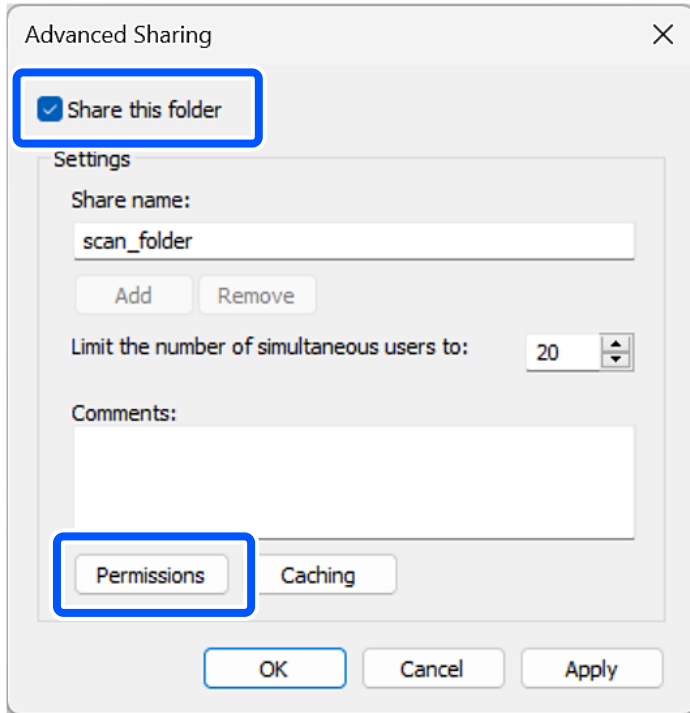 Advanced Sharing
Share this folder
Settings
Share name:
scan_folder
Add Remove
Limit the number of simultaneous users to: 20
Comments:
Permissions Caching
OK Cancel Apply